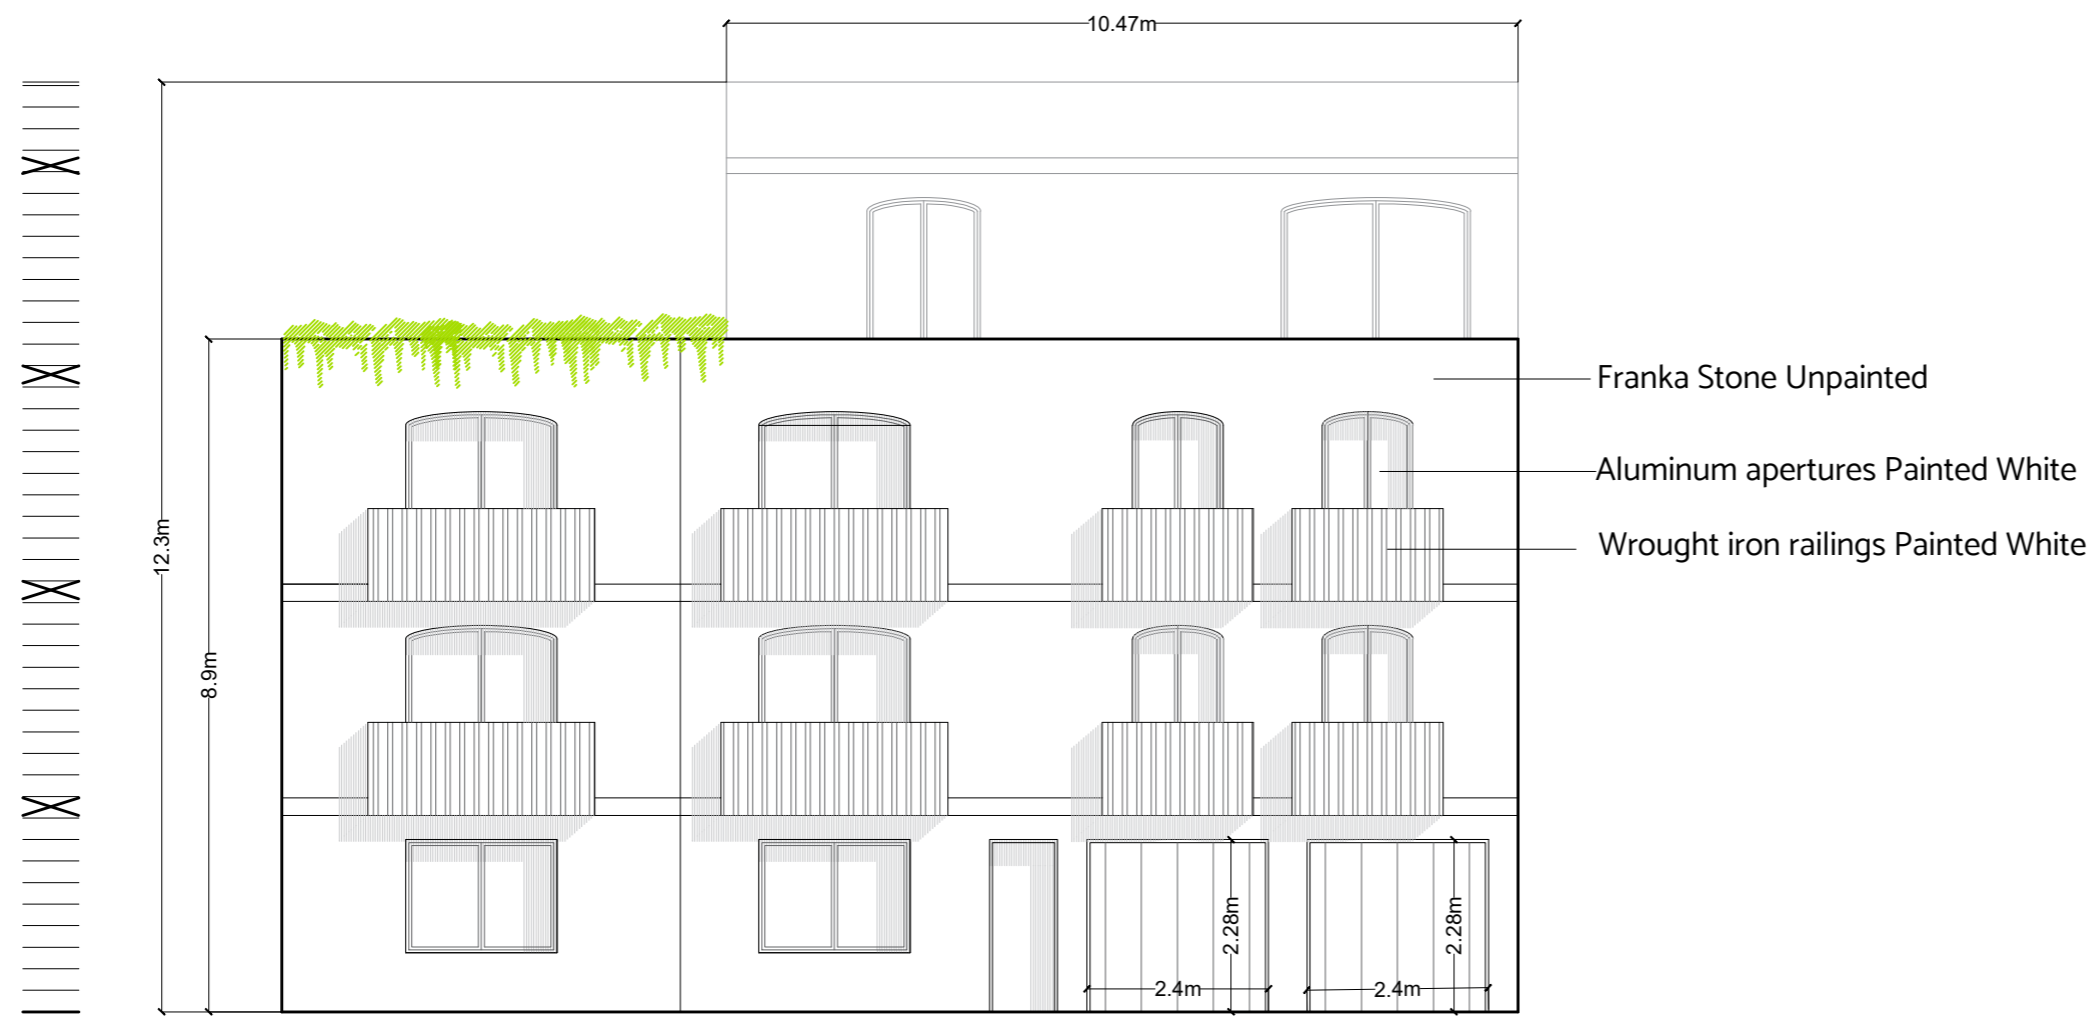 10.47m
Franka Stone Unpainted
Aluminum apertures Painted White
Wrought iron railings Painted White
12.3m
8.9m
2.28m
2.28m
2.4m
2.4m